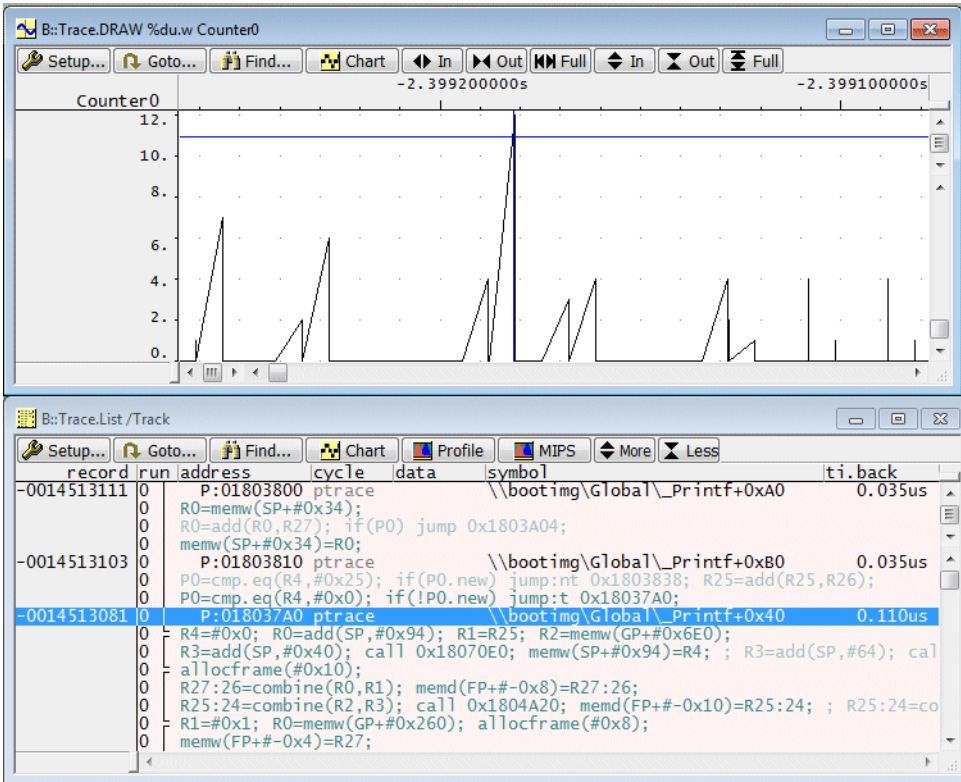 B::Trace.DRAW %du.w Counter0
Setup... Goto... Find... Chart In Out Full In Out Full
-2.399200000s -2.399100000s
Counter0
12.
10.
8.
6.
4.
2.
0.
B::Trace.List /Track
Setup... Goto... Find... Chart Profile MIPS More Less
record run address cycle data symbol ti.back
-0014513111 0 P:01803800 ptrace \\bootimg\Global\_Printf+0xA0 0.035us
0 R0=memw(SP+#0x34);
0 R0=add(R0,R27); if(P0) jump 0x1803A04;
0 memw(SP+#0x34)=R0;
-0014513103 0 P:01803810 ptrace \\bootimg\Global\_Printf+0xB0 0.035us
0 P0=cmp.eq(R4,#0x25); if(P0.new) jump:nt 0x1803838; R25=add(R25,R26);
0 P0=cmp.eq(R4,#0x0); if(!P0.new) jump:t 0x18037A0;
-0014513081 0 P:018037A0 ptrace \\bootimg\Global\_Printf+0x40 0.110us
0 R4=#0x0; R0=add(SP,#0x94); R1=R25; R2=memw(GP+#0x6E0);
0 R3=add(SP,#0x40); call 0x18070E0; memw(SP+#0x94)=R4; ; R3=add(SP,#64); cal
0 allocframe(#0x10);
0 R27:26=combine(R0,R1); memd(FP+#-0x8)=R27:26;
0 R25:24=combine(R2,R3); call 0x1804A20; memd(FP+#-0x10)=R25:24; ; R25:24=co
0 R1=#0x1; R0=memw(GP+#0x260); allocframe(#0x8);
0 memw(FP+#-0x4)=R27;